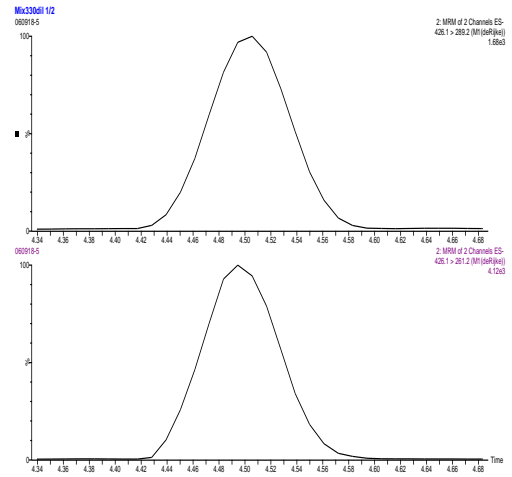 Mix330dil 1/2
060918-5
2: MRM of 2 Channels ES-
426.1 > 289.2 (M1(deRijke))
1.68e3
100
%
0
4.34 4.36 4.38 4.40 4.42 4.44 4.46 4.48 4.50 4.52 4.54 4.56 4.58 4.60 4.62 4.64 4.66 4.68
060918-5
2: MRM of 2 Channels ES-
426.1 > 261.2 (M1(deRijke))
4.12e3
100
%
0
Time
4.34 4.36 4.38 4.40 4.42 4.44 4.46 4.48 4.50 4.52 4.54 4.56 4.58 4.60 4.62 4.64 4.66 4.68